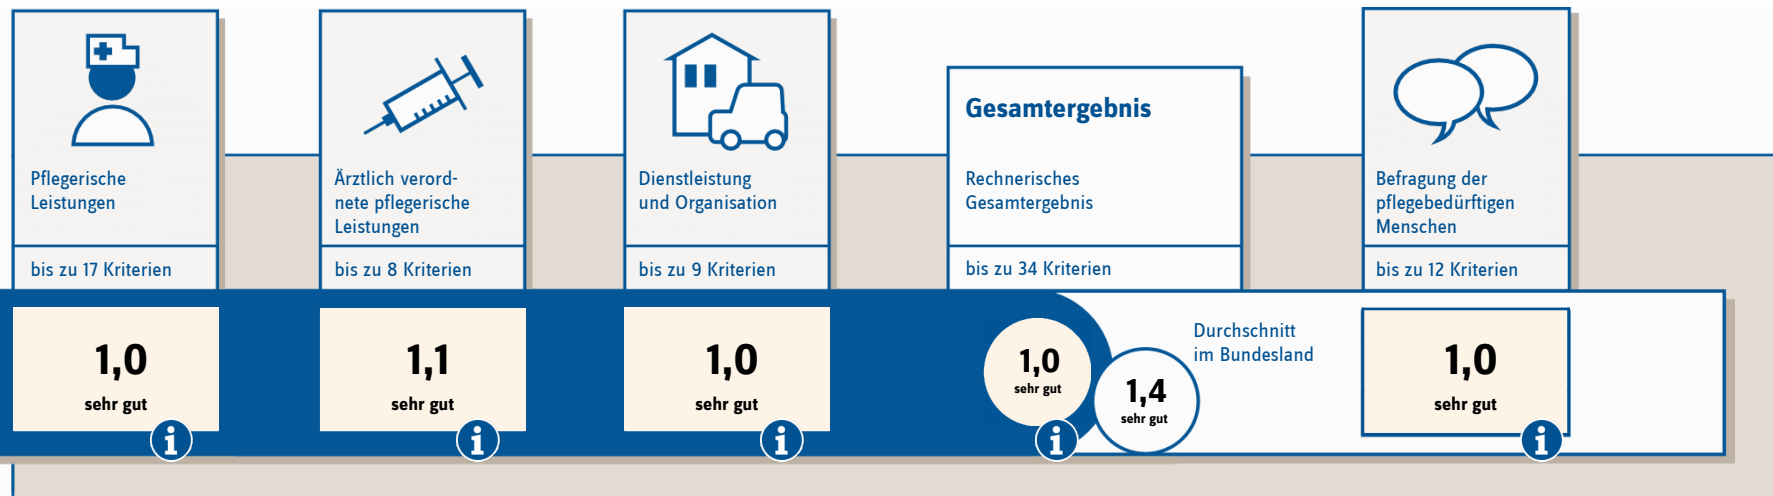 Pflegerische
Leistungen
bis zu 17 Kriterien
1,0
sehr gut
i
Ärztlich verord-
nete pflegerische
Leistungen
bis zu 8 Kriterien
1,1
sehr gut
i
Dienstleistung
und Organisation
bis zu 9 Kriterien
1,0
sehr gut
i
Gesamtergebnis
Rechnerisches
Gesamtergebnis
bis zu 34 Kriterien
1,0
sehr gut
i
1,4
sehr gut
Durchschnitt
im Bundesland
Befragung der
pflegebedürftigen
Menschen
bis zu 12 Kriterien
1,0
sehr gut
i